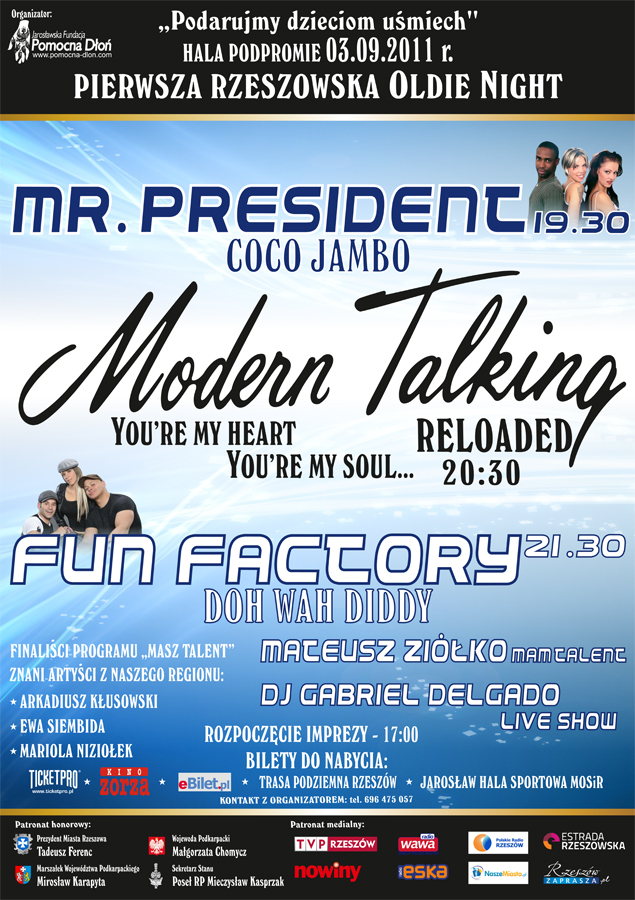 Organizator:
Jarosławska Fundacja
Pomocna Dłoń
www.pomocna-dlon.com
„Podarujmy dzieciom uśmiech"
HALA PODPROMIE 03.09.2011 r.
PIERWSZA RZESZOWSKA OLDIE NIGHT
MR. PRESIDENT 19.30
COCO JAMBO
Modern Talking
YOU'RE MY HEART
YOU'RE MY SOUL...
RELOADED
20:30
FUN FACTORY 21.30
DOH WAH DIDDY
FINALIŚCI PROGRAMU „MASZ TALENT"
ZNANI ARTYŚCI Z NASZEGO REGIONU:
* ARKADIUSZ KŁUSOWSKI
* EWA SIEMBIDA
* MARIOLA NIZIOŁEK
MATEUSZ ZIÓŁKO MAM TALENT
DJ GABRIEL DELGADO
LIVE SHOW
ROZPOCZĘCIE IMPREZY - 17:00
BILETY DO NABYCIA:
TICKETPRO
www.ticketpro.pl
* KINO zorza * eBilet.pl * TRASA PODZIEMNA RZESZÓW * JAROSŁAW HALA SPORTOWA MOSiR
KONTAKT Z ORGANIZATOREM: tel. 696 475 057
Patronat honorowy:
Prezydent Miasta Rzeszowa
Tadeusz Ferenc
Wojewoda Podkarpacki
Małgorzata Chomycz
Marszałek Województwa Podkarpackiego
Mirosław Karapyta
Sekretarz Stanu
Poseł RP Mieczysław Kasprzak
Patronat medialny:
TVP RZESZÓW
radio
wawa
Polskie Radio
RZESZÓW
ESTRADA
RZESZOWSKA
nowiny
eska
NaszeMiasto.pl
Rzeszów
ZAPRASZA.pl